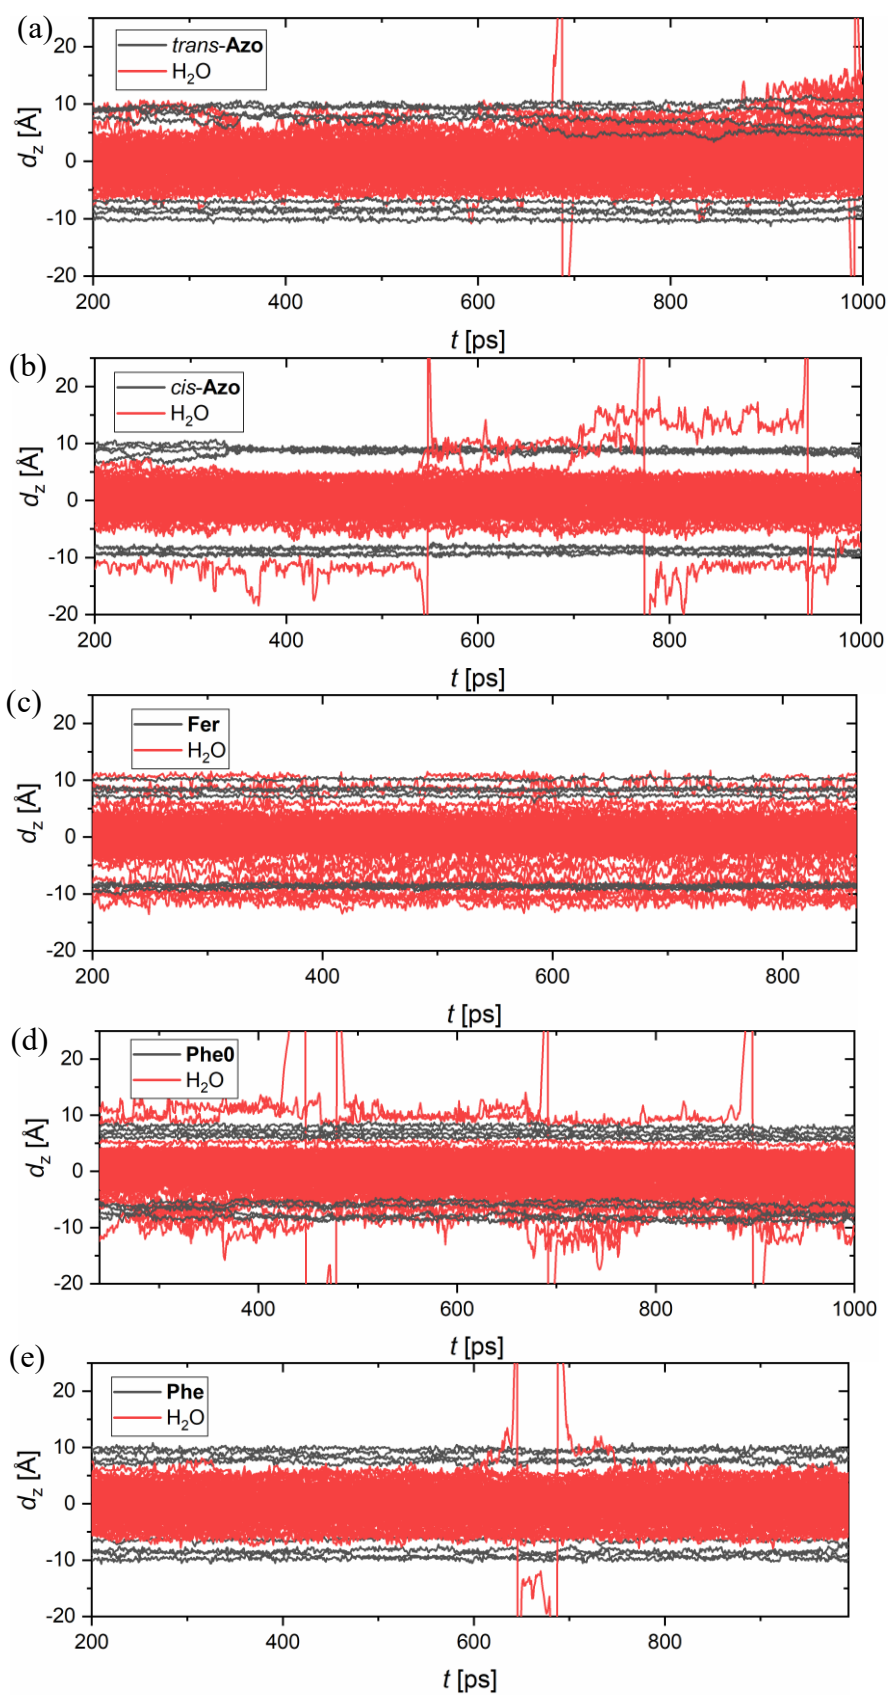 (a)
trans-Azo
H₂O
20
10
0
-10
-20
dz [Å]
200 400 600 800 1000
t [ps]
(b)
cis-Azo
H₂O
20
10
0
-10
-20
dz [Å]
200 400 600 800 1000
t [ps]
(c)
Fer
H₂O
20
10
0
-10
-20
dz [Å]
200 400 600 800
t [ps]
(d)
Phe0
H₂O
20
10
0
-10
-20
dz [Å]
400 600 800 1000
t [ps]
(e)
Phe
H₂O
20
10
0
-10
-20
dz [Å]
200 400 600 800
t [ps]